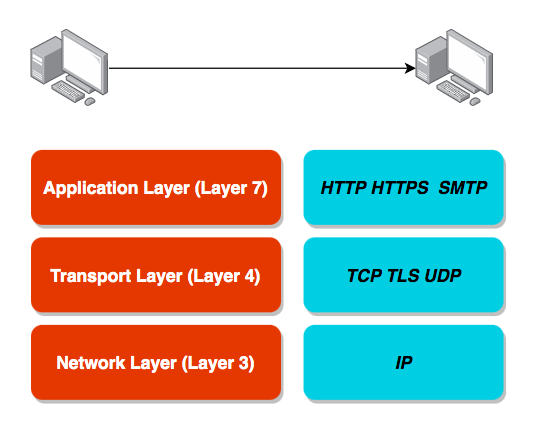 Application Layer (Layer 7)
HTTP HTTPS  SMTP
Transport Layer (Layer 4)
TCP TLS UDP
Network Layer (Layer 3)
IP